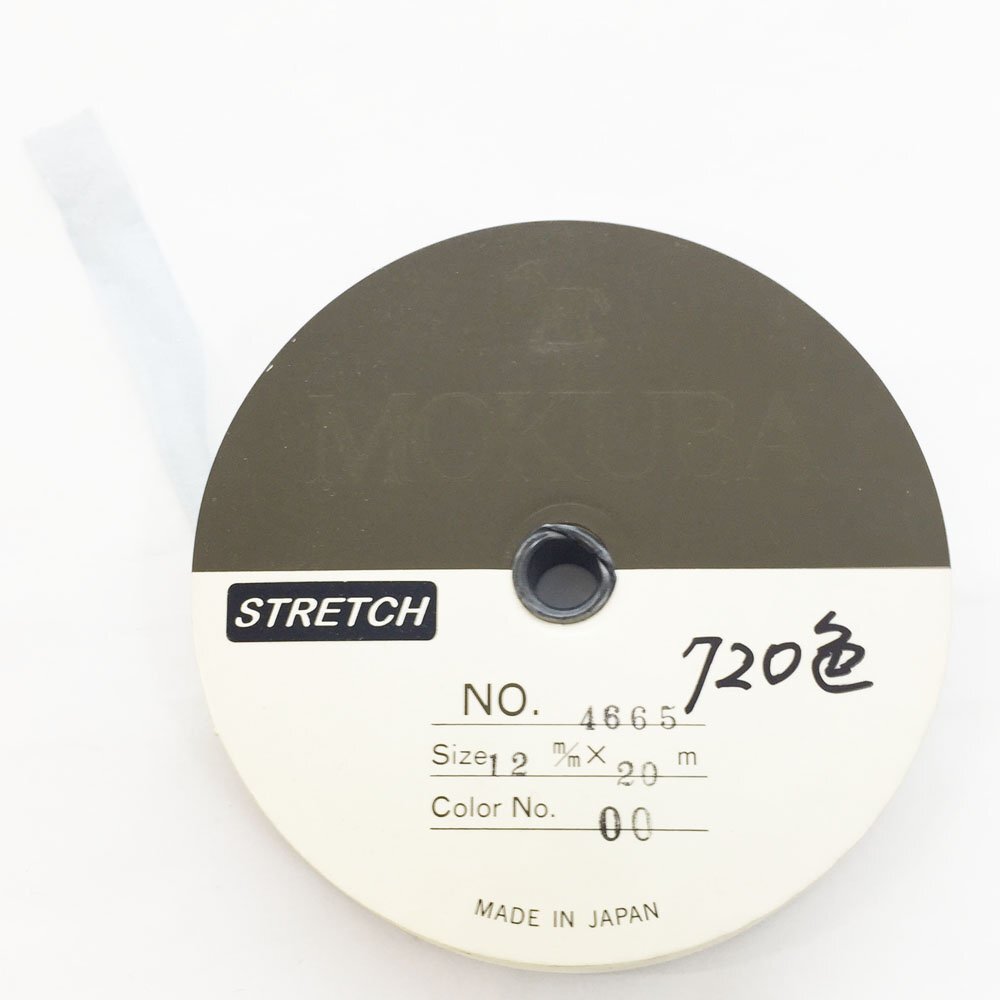 MOKUBA
STRETCH
720色
NO. 4665
Size 12 m/m × 20 m
Color No. 00
MADE IN JAPAN